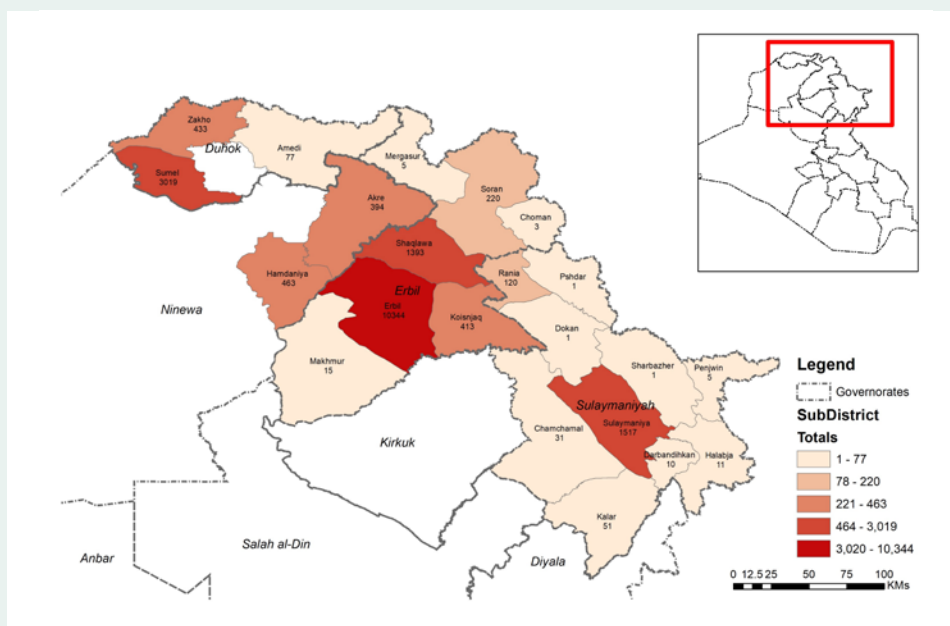 Zakho
433
Duhok
Amedi
77
Mergasur
5
Sumel
3019
Soran
220
Akre
394
Choman
3
Shaqlawa
1393
Hamdaniya
463
Rania
120
Pshdar
1
Erbil
Erbil
10344
Ninewa
Koisnjaq
413
Dokan
1
Makhmur
15
Sharbazher
1
Penjwin
5
Sulaymaniyah
Sulaymaniya
1517
Chamchamal
31
Kirkuk
Darbandihkan
10
Halabja
11
Kalar
51
Salah al-Din
Anbar
Diyala
Legend
Governorates
SubDistrict
Totals
1 - 77
78 - 220
221 - 463
464 - 3,019
3,020 - 10,344
0 12.5 25 50 75 100
KMs